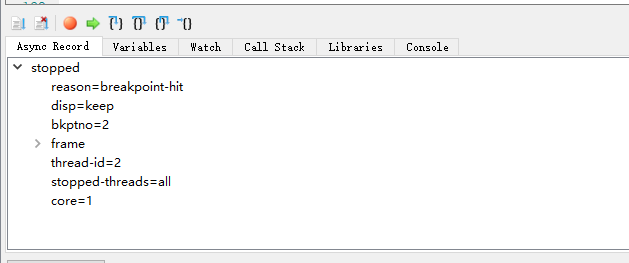 Async Record Variables Watch Call Stack Libraries Console
stopped
reason=breakpoint-hit
disp=keep
bkptno=2
frame
thread-id=2
stopped-threads=all
core=1